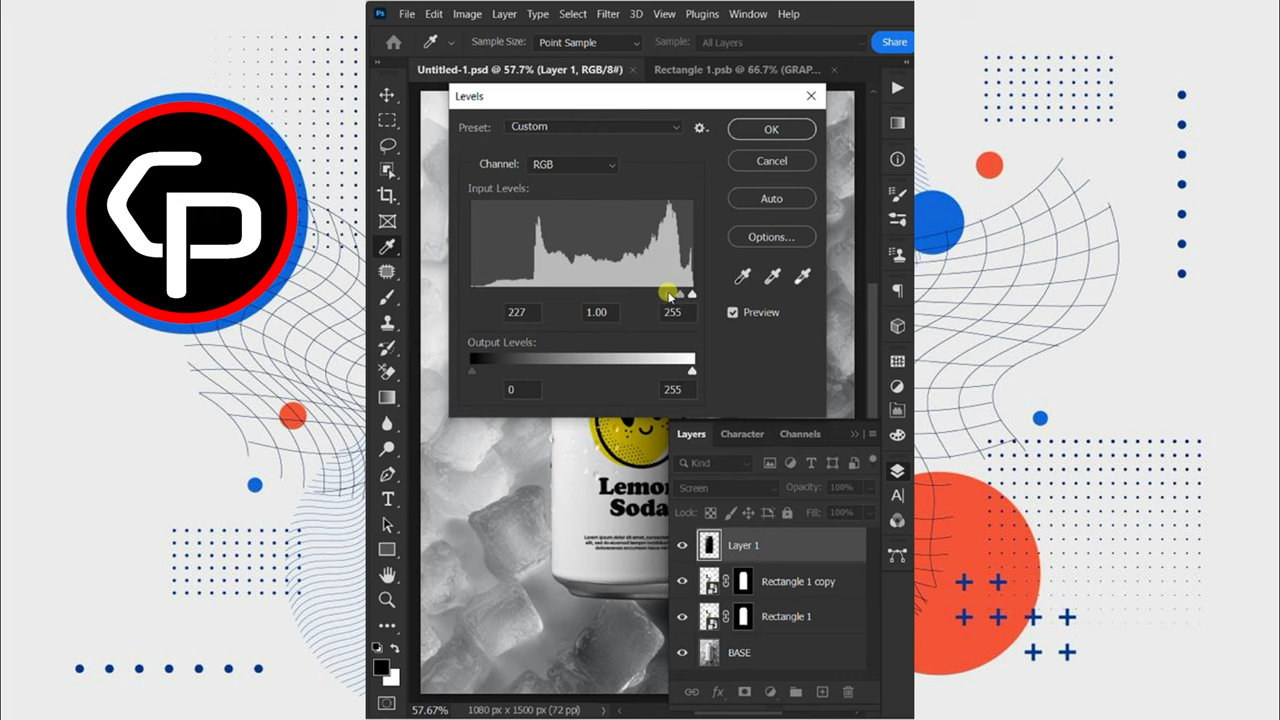 Ps File Edit Image Layer Type Select Filter 3D View Plugins Window Help
Sample Size: Point Sample Sample: All Layers Share
Untitled-1.psd @ 57.7% (Layer 1, RGB/8#) × Rectangle 1.psb @ 66.7% (GRAP... ×
Levels
Preset: Custom
OK
Channel: RGB
Cancel
Input Levels:
Auto
Options...
227 1.00 255
Preview
Output Levels:
0 255
CP
Layers Character Channels
Kind
Screen Opacity: 100%
Lock: Fill: 100%
Layer 1
Rectangle 1 copy
Rectangle 1
BASE
Lemon
Soda
57.67% 1080 px x 1500 px (72 ppi)